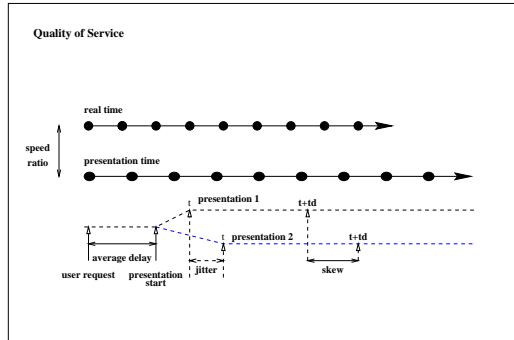 Quality of Service
real time
speed
ratio
presentation time
t presentation 1 t+td
t presentation 2 t+td
average delay
user request presentation jitter skew
start